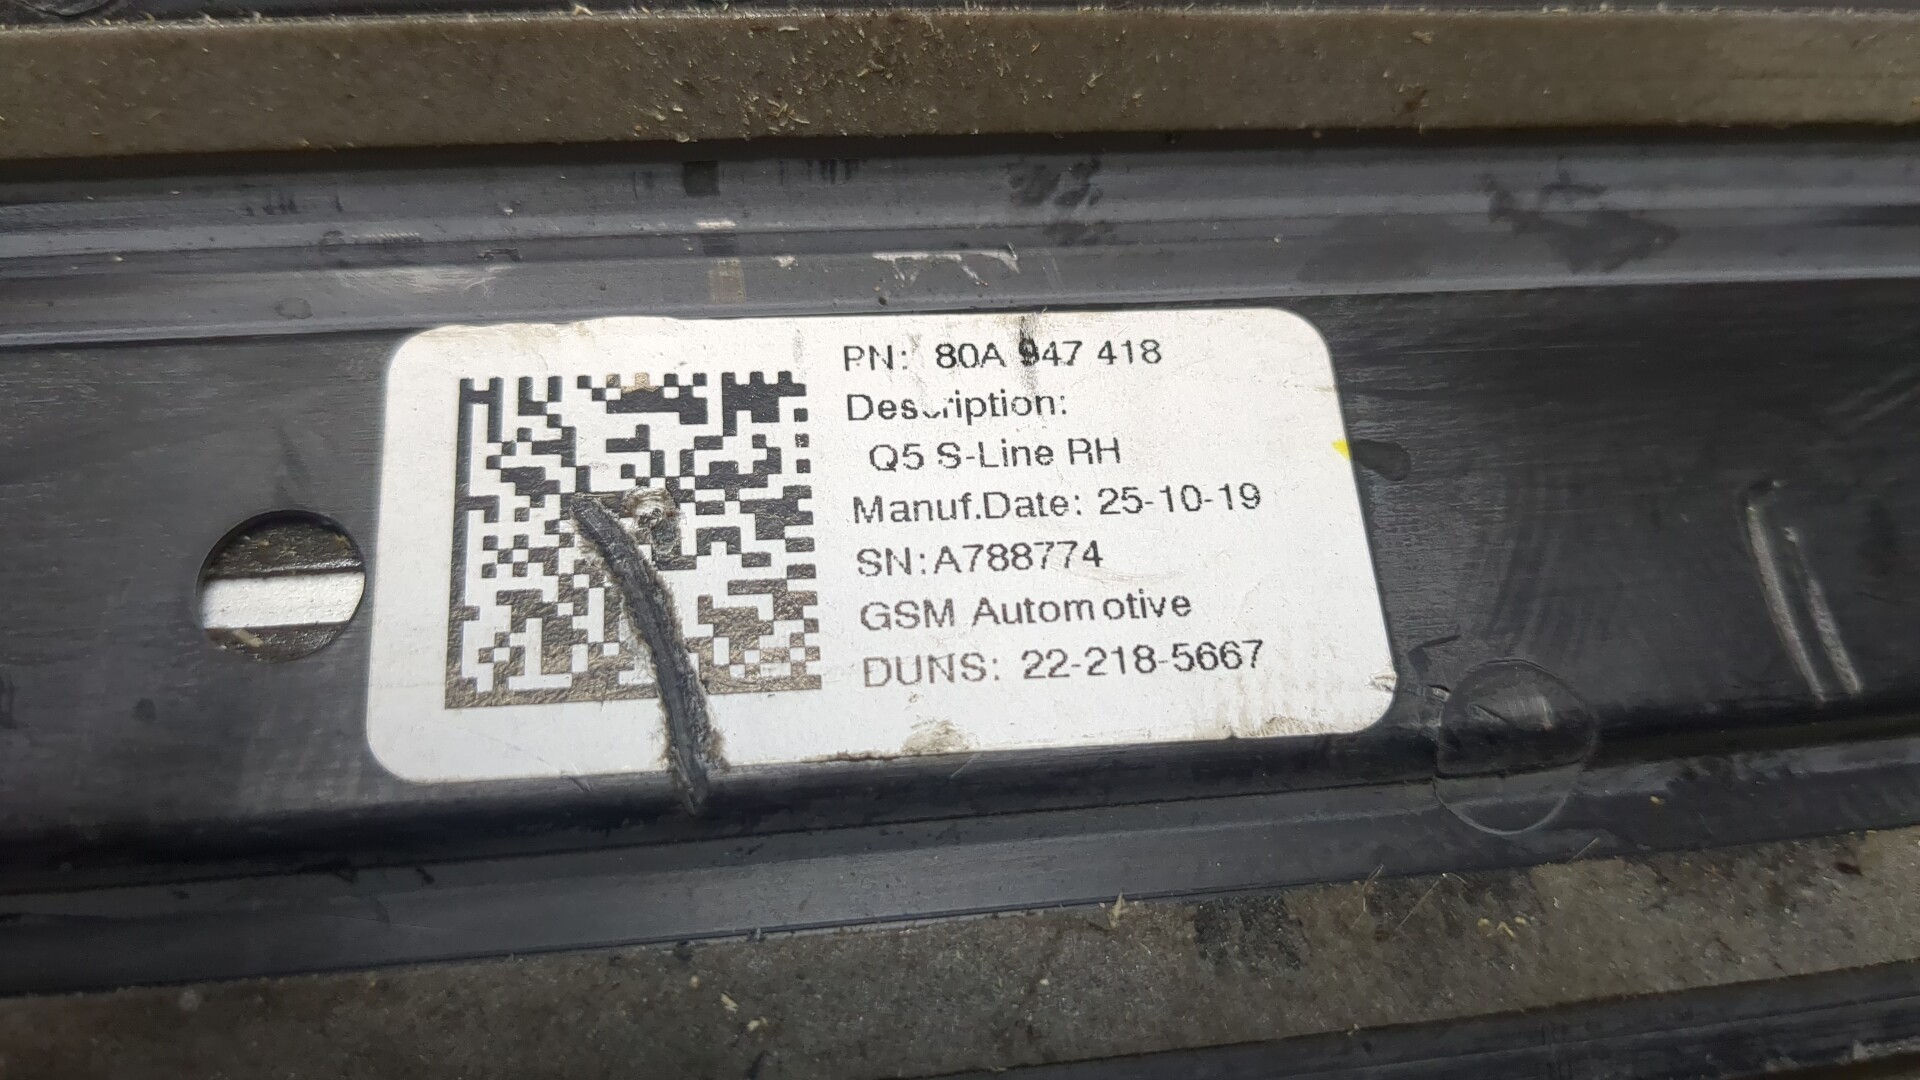 PN: 80A 947 418
Description:
Q5 S-Line RH
Manuf.Date: 25-10-19
SN:A788774
GSM Automotive
DUNS: 22-218-5667